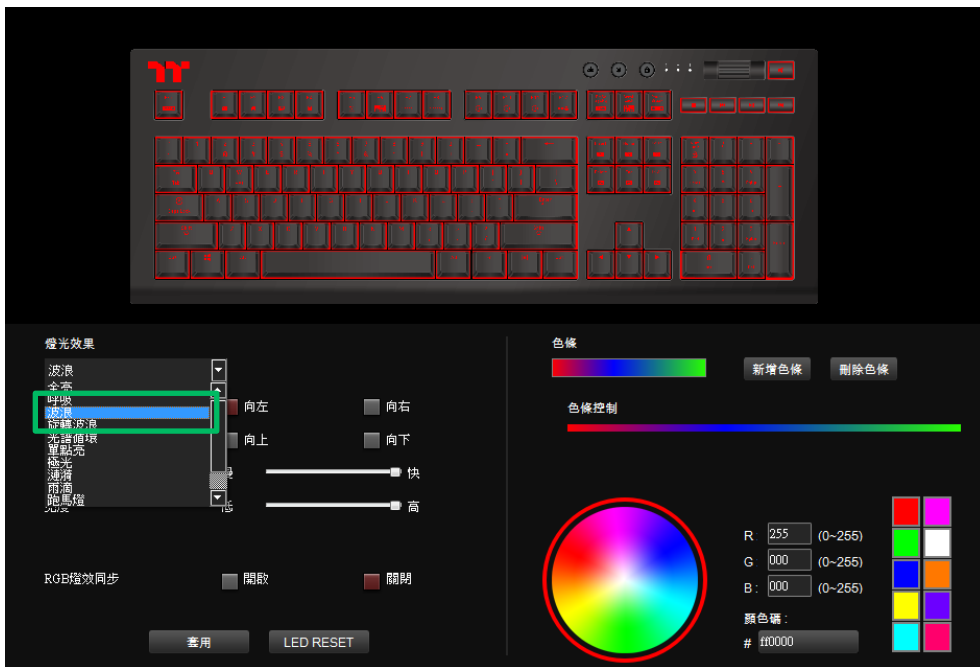 燈光效果
波浪
全亮
呼吸
波浪
旋轉波浪
光譜循環
單點亮
極光
漣漪
雨滴
跑馬燈
向左
向右
向上
向下
快
低
高
RGB燈效同步
開啟
關閉
套用
LED RESET
色條
新增色條
刪除色條
色條控制
R: 255 (0~255)
G: 000 (0~255)
B: 000 (0~255)
顏色碼:
# ff0000